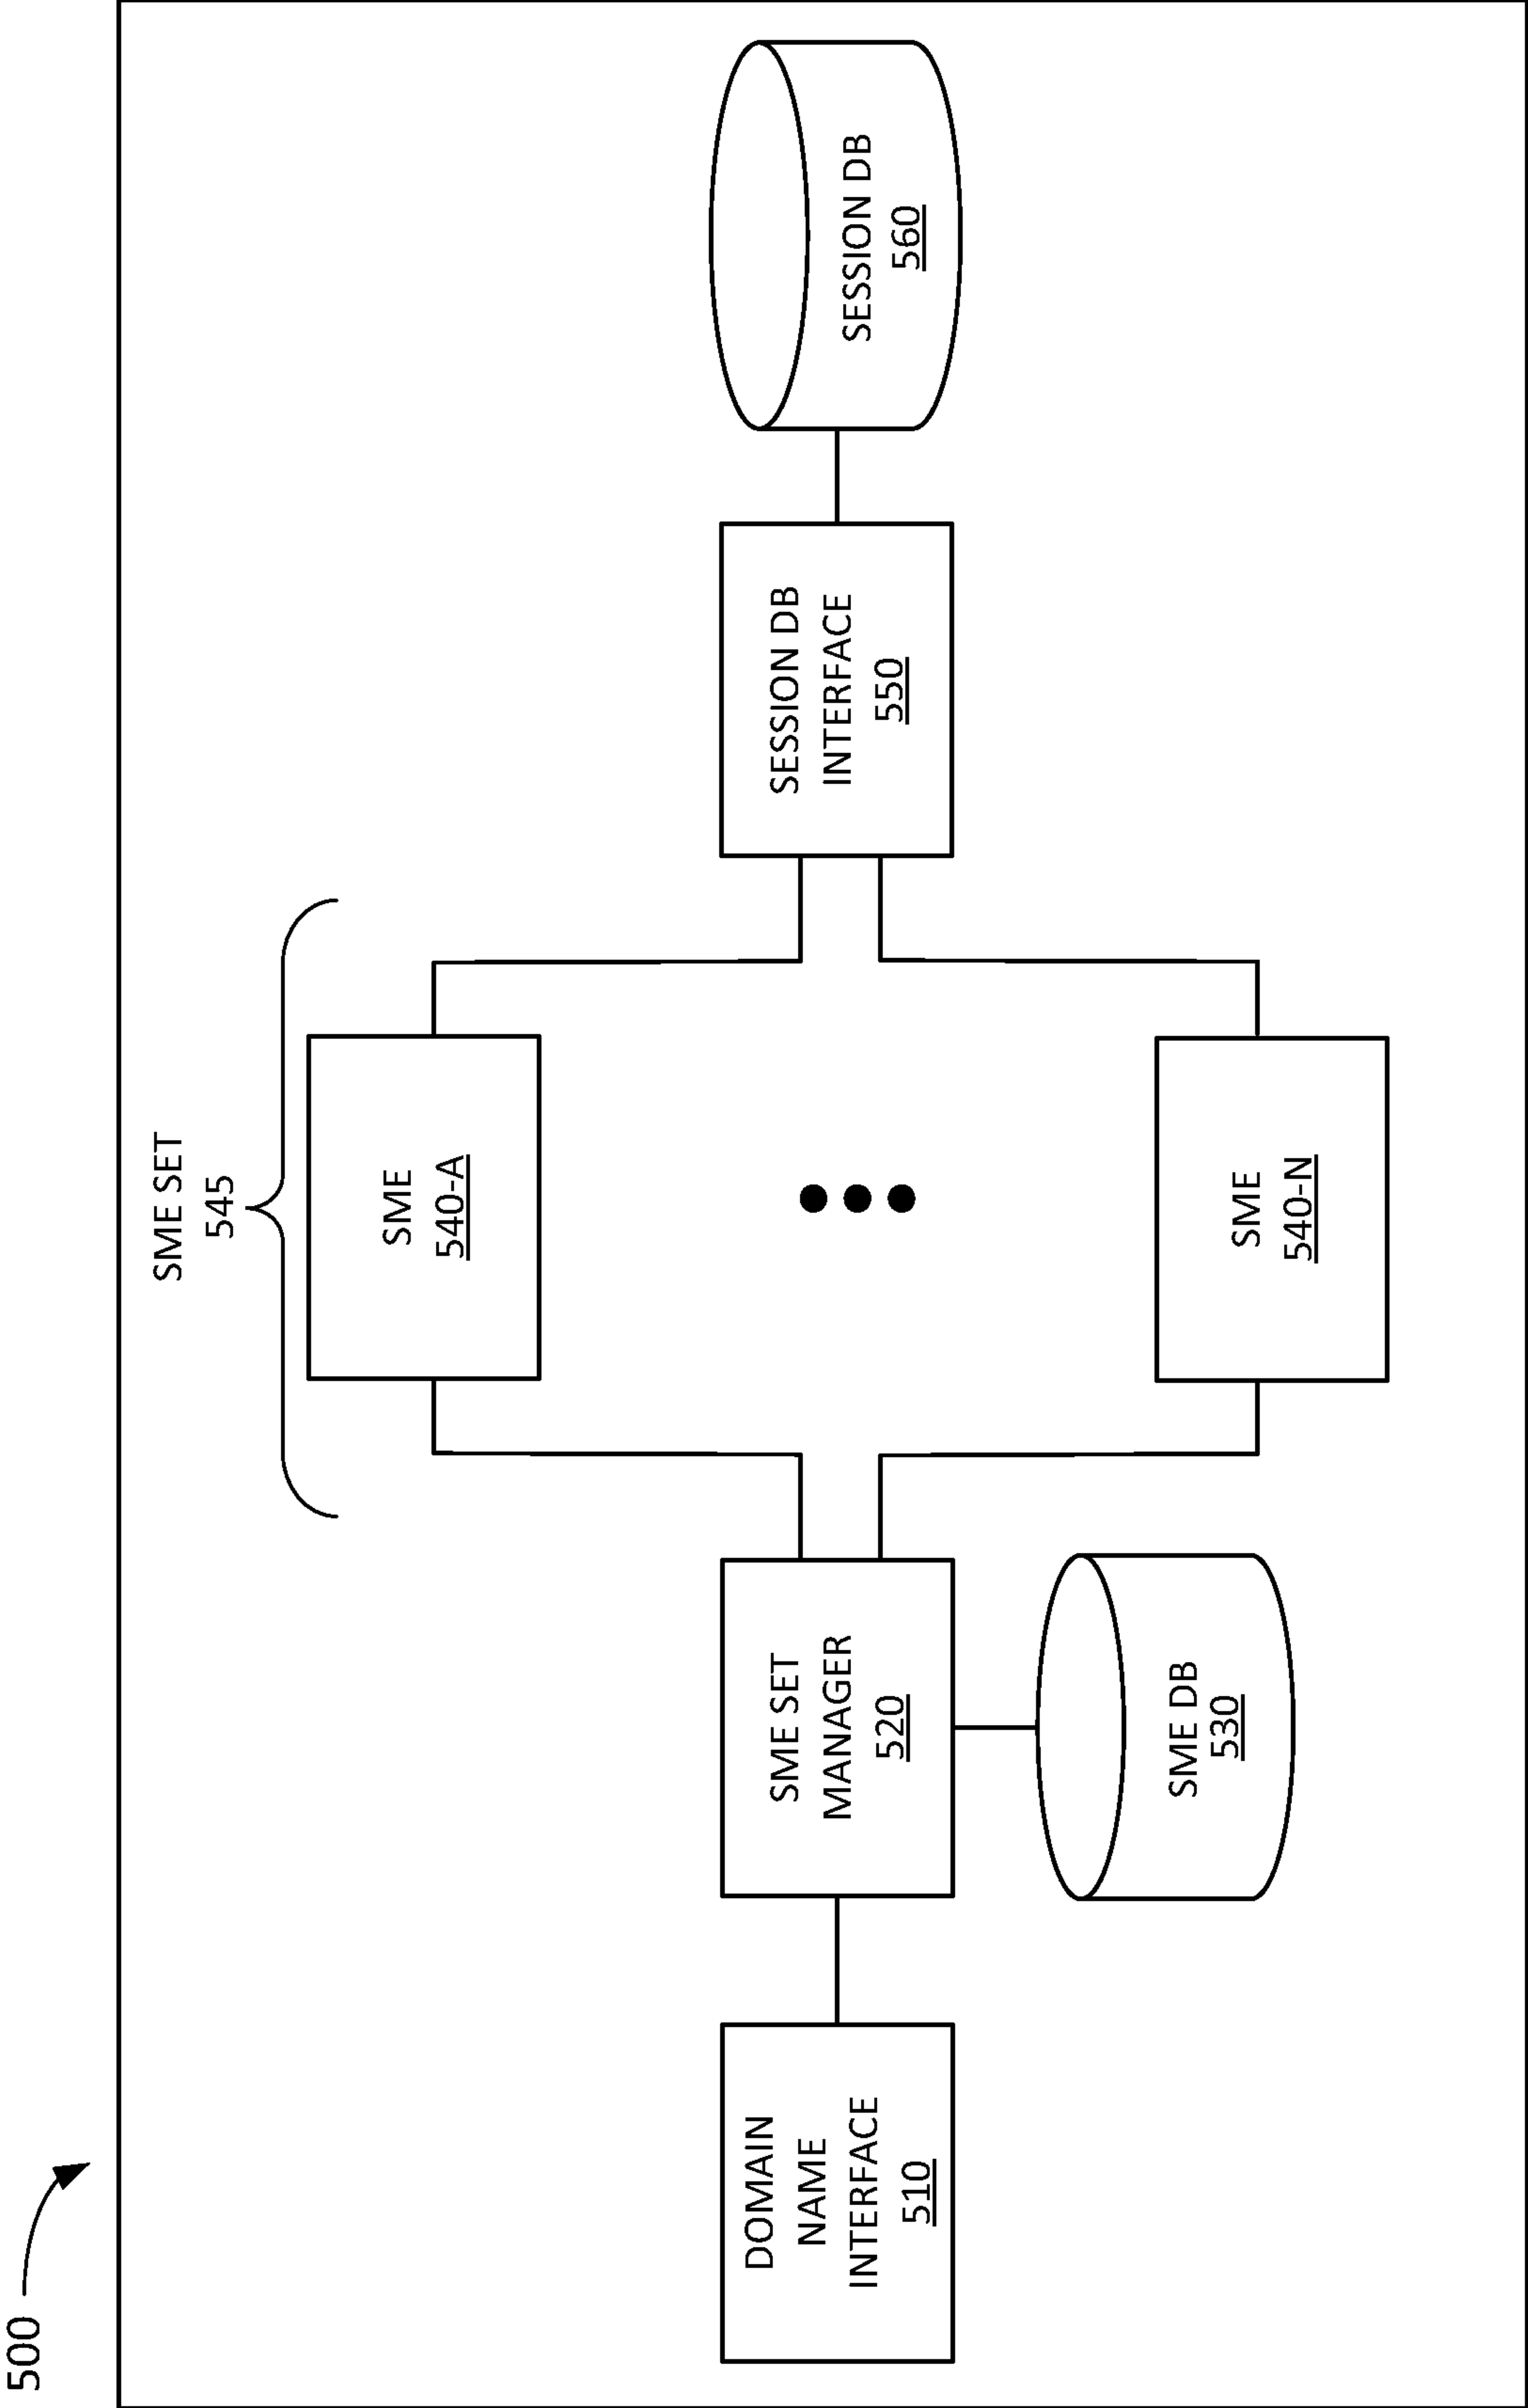 500
SME SET
545
DOMAIN
NAME
INTERFACE
510
SME SET
MANAGER
520
SME DB
530
SME
540-A
SME
540-N
SESSION DB
INTERFACE
550
SESSION DB
560